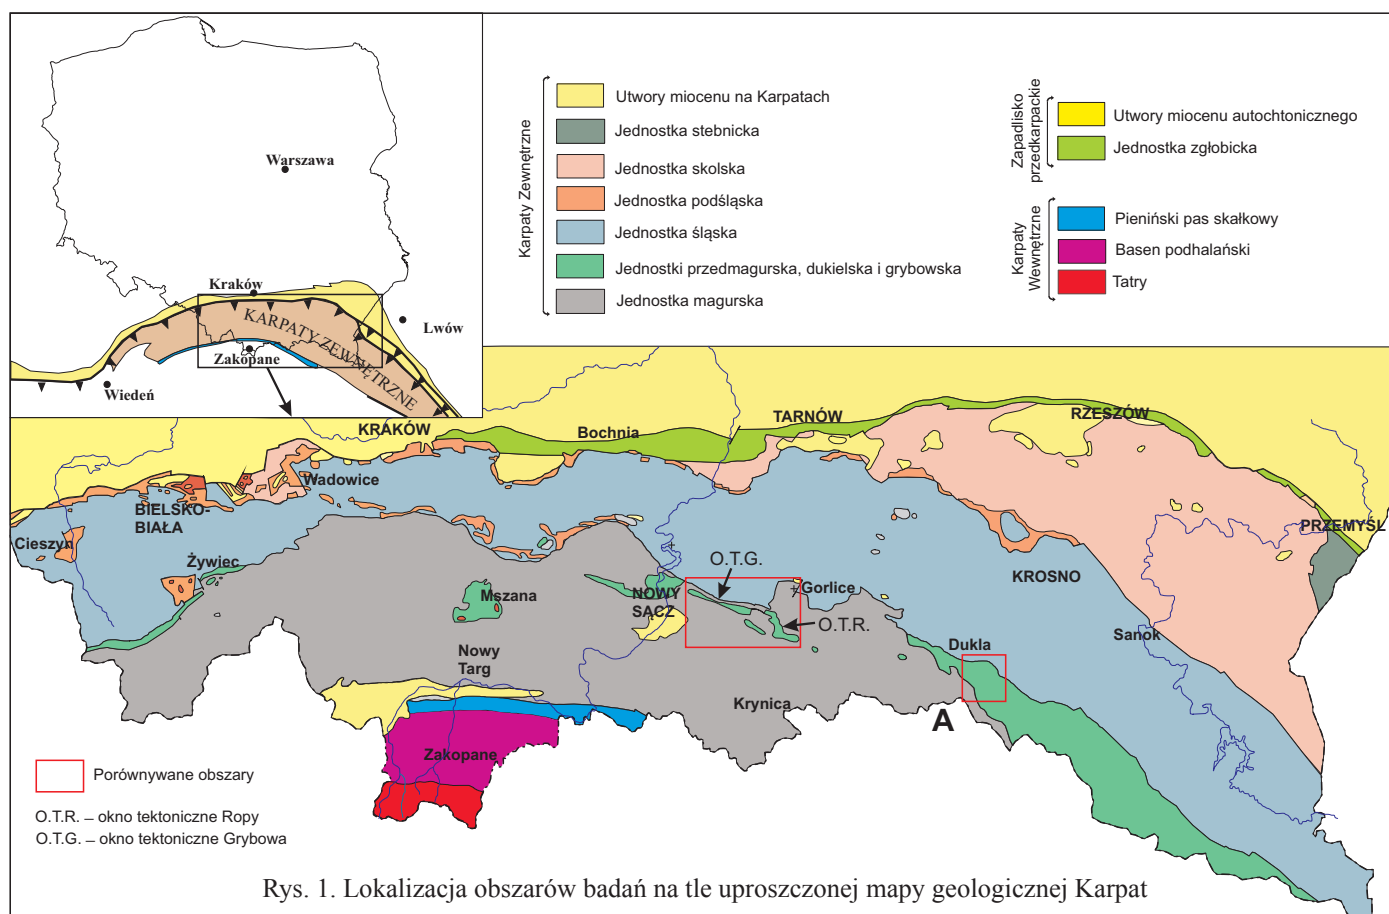 Warszawa
Kraków
Lwów
KARPATY ZEWNĘTRZNE
Zakopane
Wiedeń
Karpaty Zewnętrzne
Utwory miocenu na Karpatach
Jednostka stebnicka
Jednostka skolska
Jednostka podśląska
Jednostka śląska
Jednostki przedmagurska, dukielska i grybowska
Jednostka magurska
Zapadlisko
przedkarpackie
Utwory miocenu autochtonicznego
Jednostka zgłobicka
Karpaty
Wewnętrzne
Pieniński pas skałkowy
Basen podhalański
Tatry
KRAKÓW
Bochnia
TARNÓW
RZESZÓW
Wadowice
BIELSKO-
BIAŁA
PRZEMYŚL
Cieszyn
Żywiec
O.T.G.
KROSNO
Mszana
NOWY
SĄCZ
Gorlice
O.T.R.
Sanok
Dukla
Nowy
Targ
Krynica
A
Zakopane
Porównywane obszary
O.T.R. – okno tektoniczne Ropy
O.T.G. – okno tektoniczne Grybowa
Rys. 1. Lokalizacja obszarów badań na tle uproszczonej mapy geologicznej Karpat